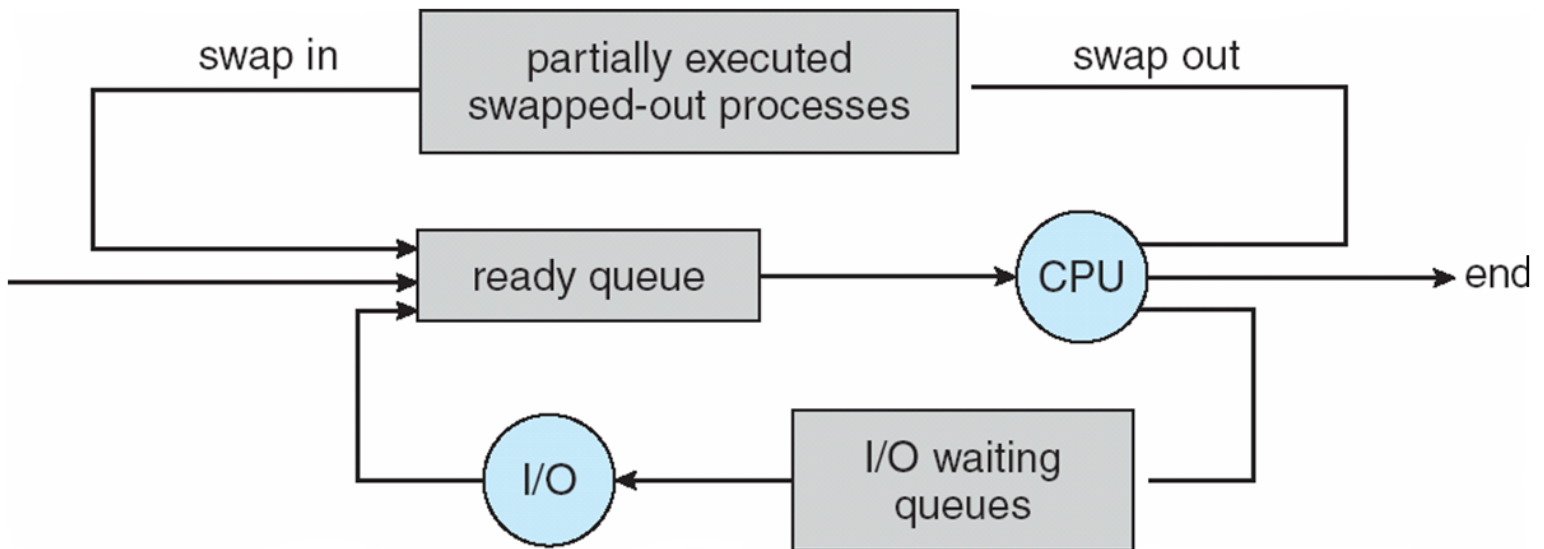 swap in
partially executed
swapped-out processes
swap out
ready queue
CPU
end
I/O
I/O waiting
queues